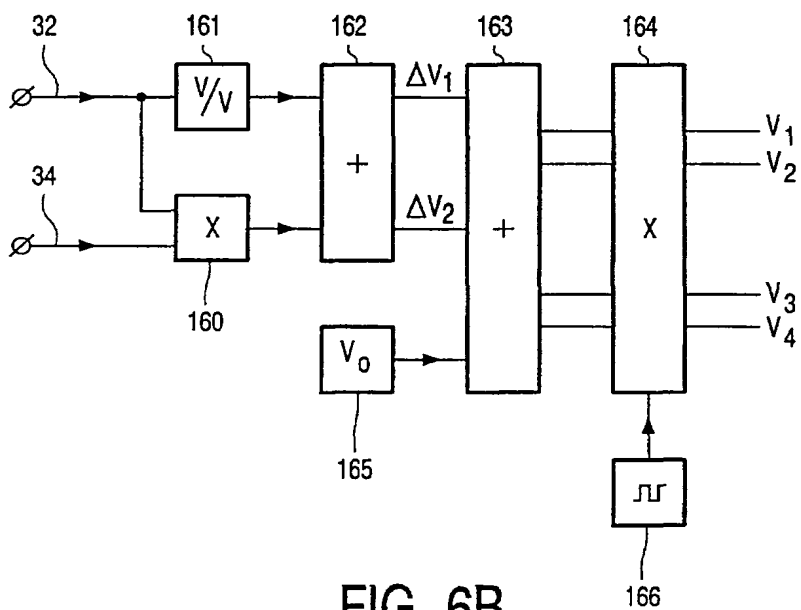 32
161
162
163
164
V/V
ΔV1
V1
V2
34
+
ΔV2
X
+
X
160
V3
V4
Vo
165
166
FIG. 6B